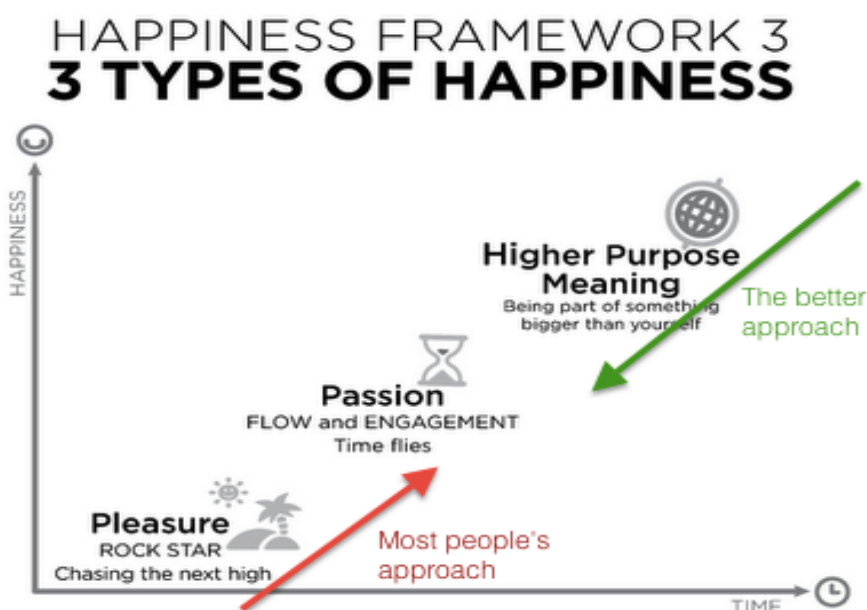 HAPPINESS FRAMEWORK 3
3 TYPES OF HAPPINESS
HAPPINESS
Higher Purpose
Meaning
Being part of something
bigger than yourself
The better
approach
Passion
FLOW and ENGAGEMENT
Time flies
Pleasure
ROCK STAR
Chasing the next high
Most people's
approach
TIME